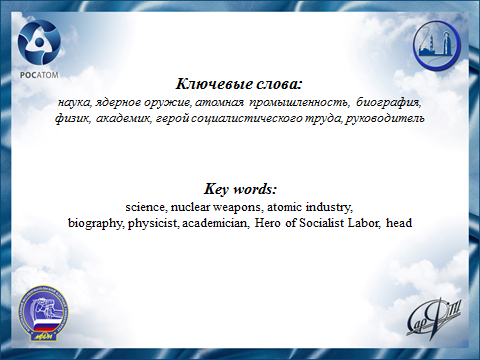 РОСАТОМ
Ключевые слова:
наука, ядерное оружие, атомная промышленность, биография,
физик, академик, герой социалистического труда, руководитель
Key words:
science, nuclear weapons, atomic industry,
biography, physicist, academician, Hero of Socialist Labor, head